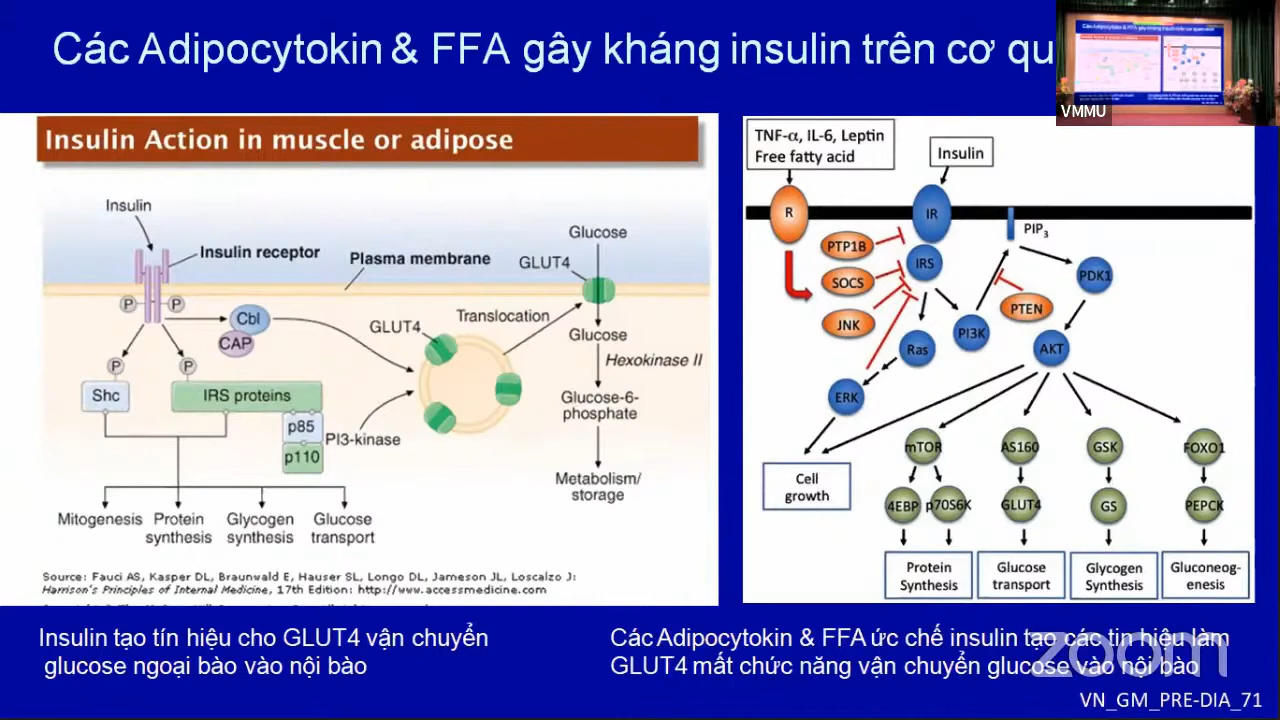 Các Adipocytokin & FFA gây kháng insulin trên cơ qu
VMMU
Insulin Action in muscle or adipose
Insulin
Insulin receptor
Plasma membrane
Glucose
GLUT4
P
P
Cbl
CAP
GLUT4
Translocation
Glucose
Hexokinase II
P
P
Shc
IRS proteins
p85
p110
PI3-kinase
Glucose-6-
phosphate
Metabolism/
storage
Mitogenesis
Protein
synthesis
Glycogen
synthesis
Glucose
transport
Source: Fauci AS, Kasper DL, Braunwald E, Hauser SL, Longo DL, Jameson JL, Loscalzo J:
Harrison's Principles of Internal Medicine, 17th Edition: http://www.accessmedicine.com
TNF-α, IL-6, Leptin
Free fatty acid
Insulin
R
IR
PIP3
PTP1B
IRS
SOCS
PDK1
JNK
PTEN
Ras
PI3K
AKT
ERK
mTOR
AS160
GSK
FOXO1
Cell
growth
4EBP
p70S6K
GLUT4
GS
PEPCK
Protein
Synthesis
Glucose
transport
Glycogen
Synthesis
Gluconeog-
enesis
Insulin tạo tín hiệu cho GLUT4 vận chuyển
glucose ngoại bào vào nội bào
Các Adipocytokin & FFA ức chế insulin tạo các tin hiệu làm
GLUT4 mất chức năng vận chuyển glucose vào nội bào
zoom
VN_GM_PRE-DIA_71